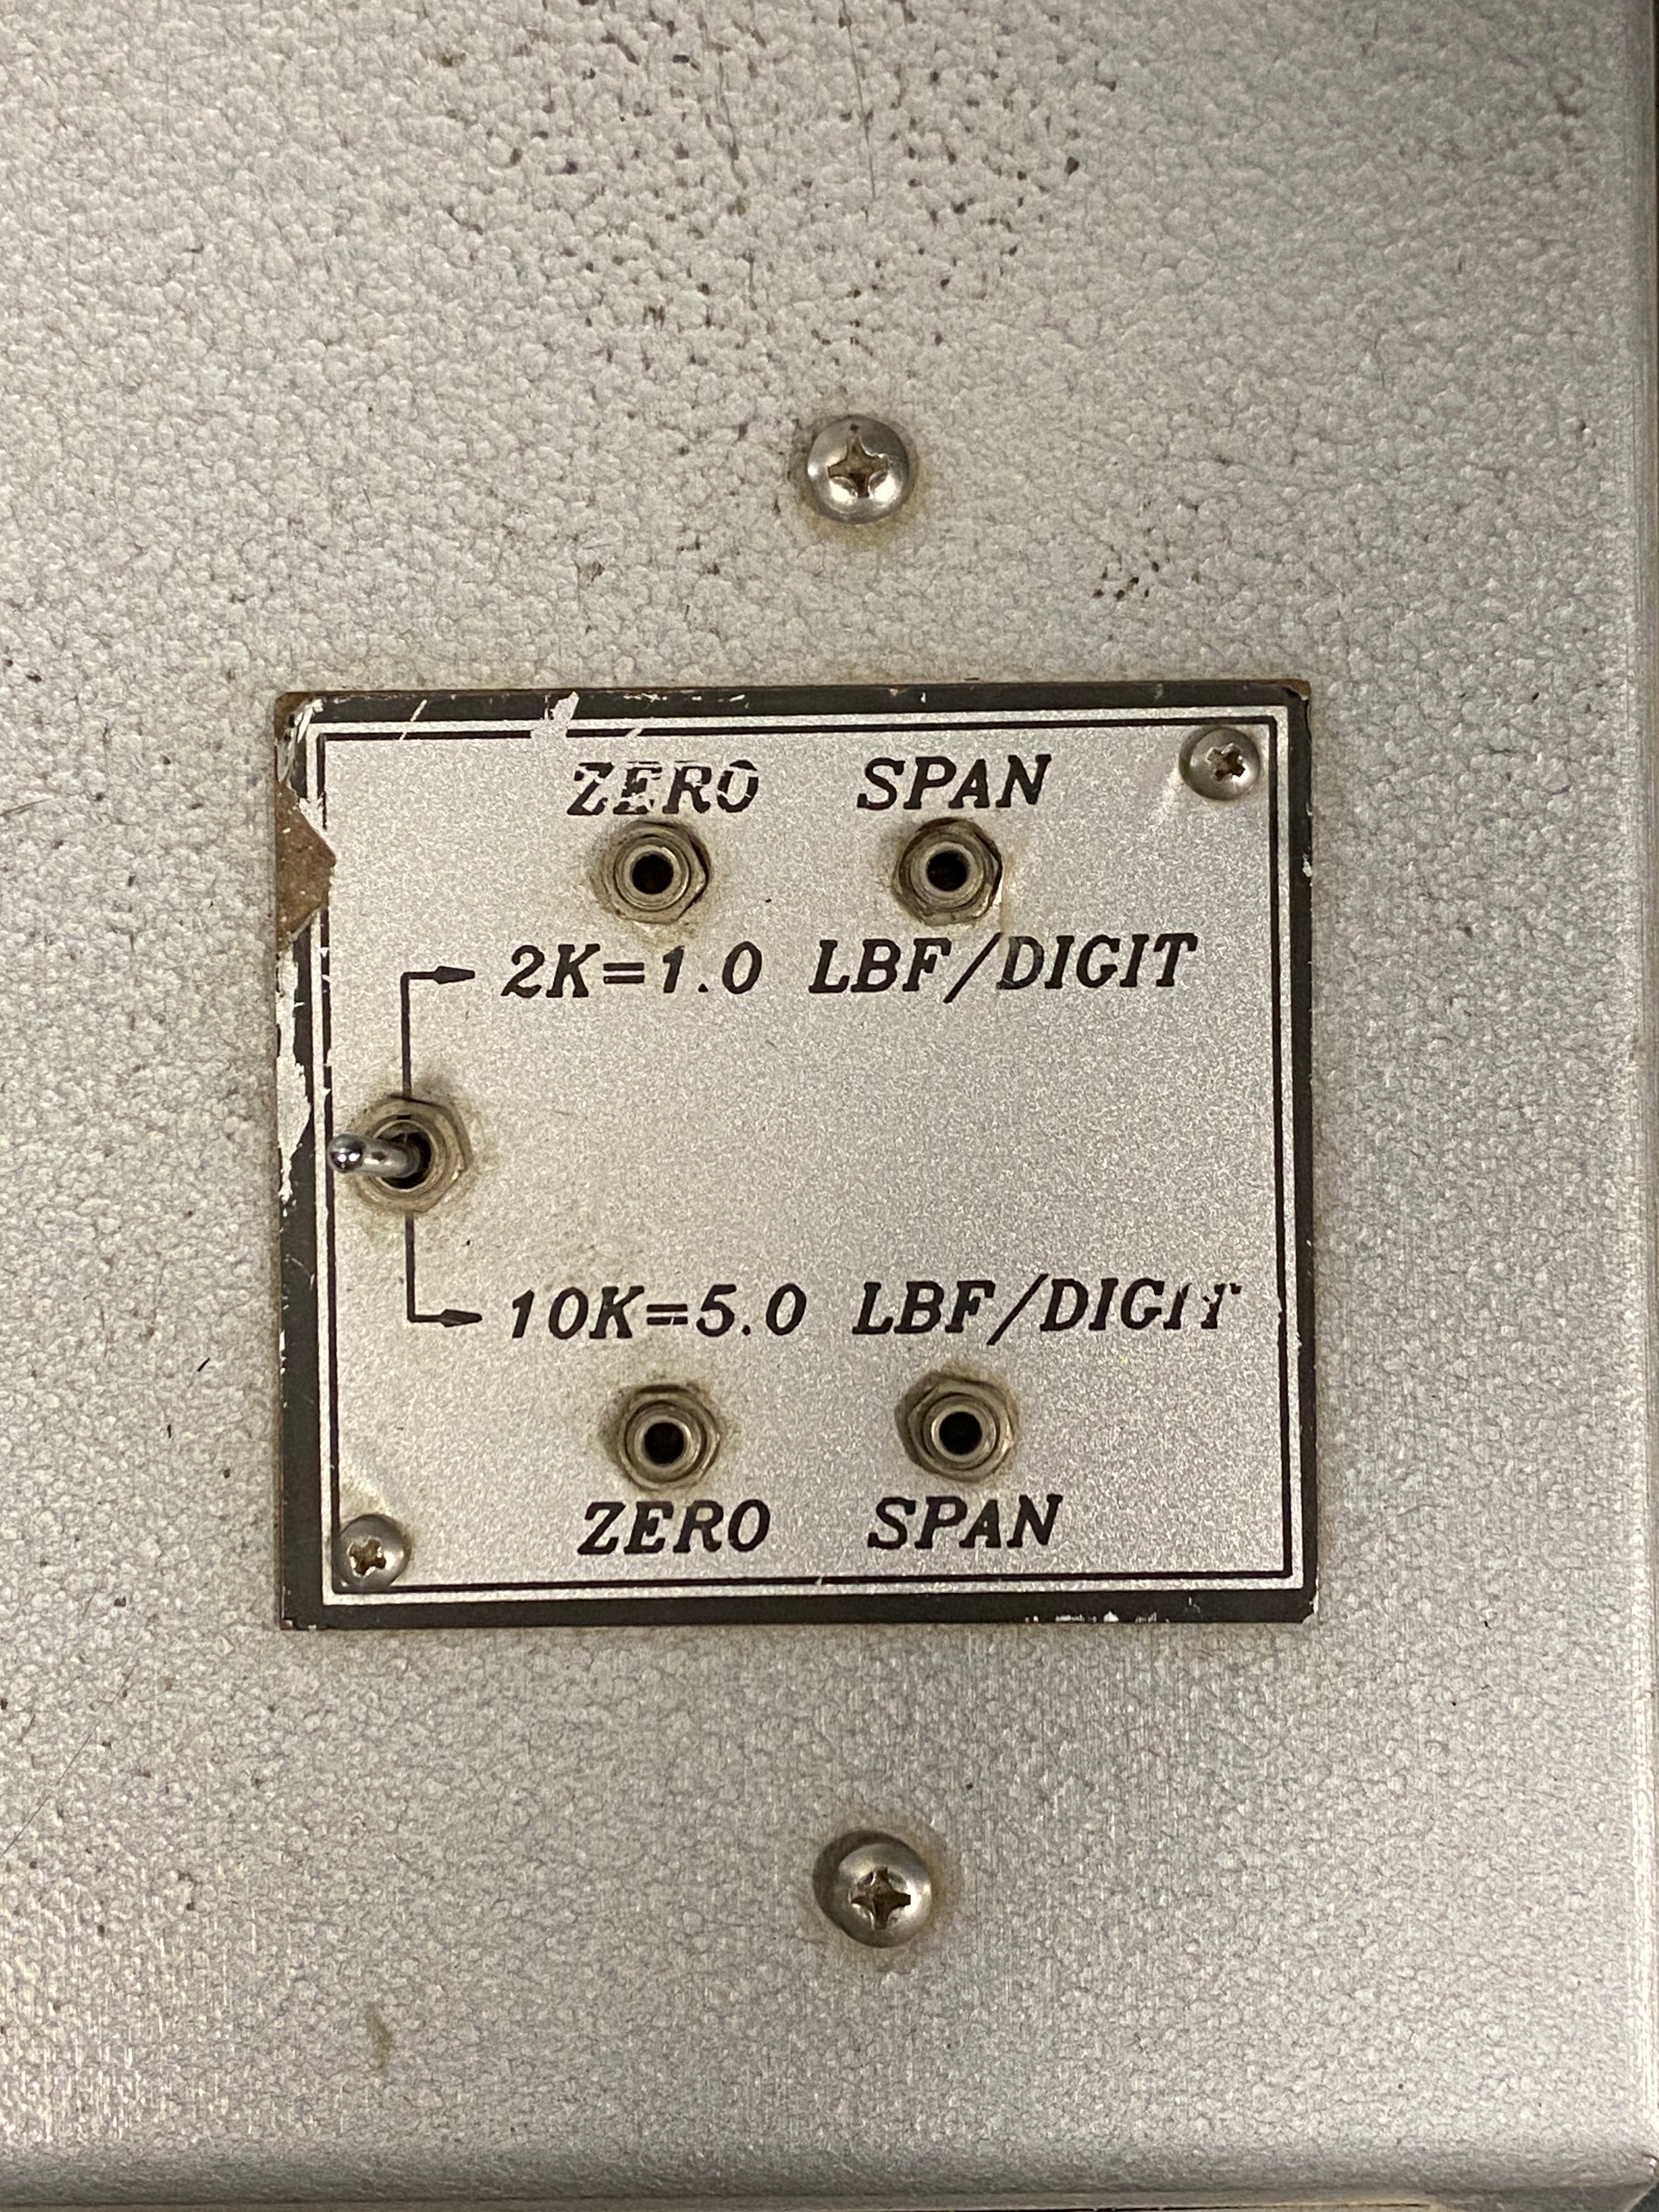 ZERO SPAN
2K=1.0 LBF/DIGIT
10K=5.0 LBF/DIGIT
ZERO SPAN